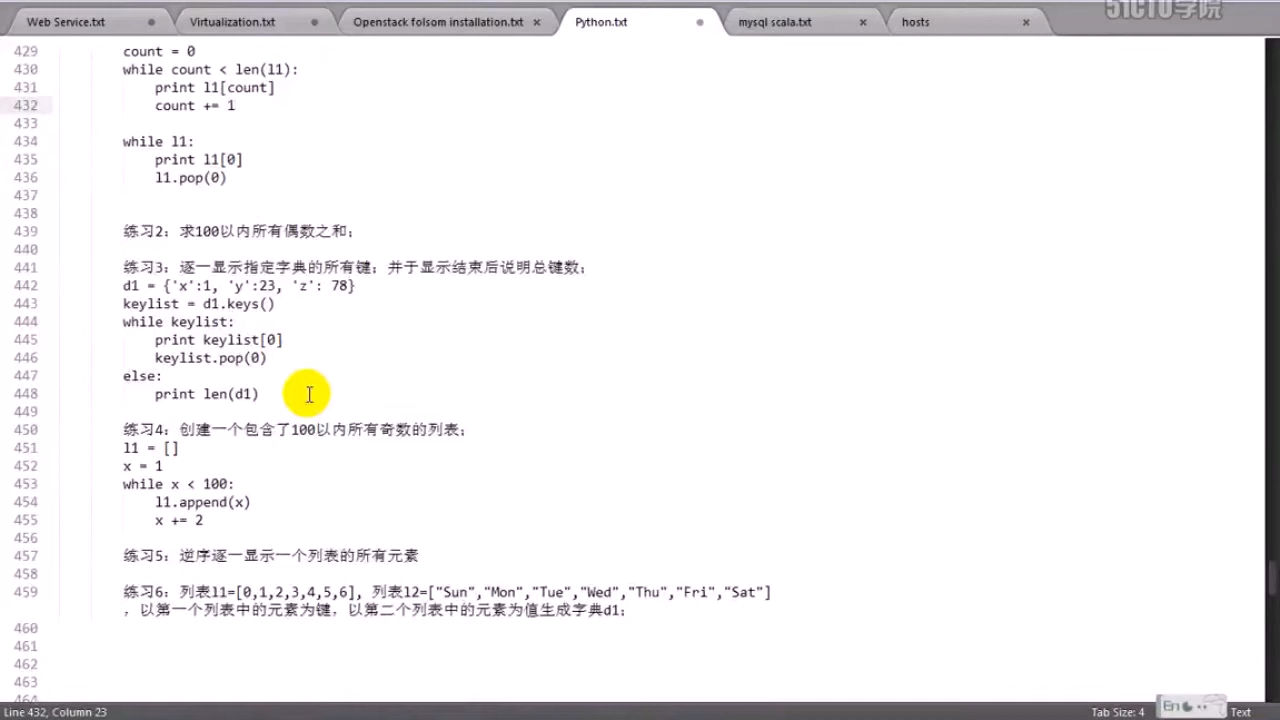 51CTO学院
Web Service.txt
Virtualization.txt
Openstack folsom installation.txt
Python.txt
mysql scala.txt
hosts
429 count = 0
430 while count < len(l1):
431 print l1[count]
432 count += 1
433
434 while l1:
435 print l1[0]
436 l1.pop(0)
437
438
439 练习2：求100以内所有偶数之和；
440
441 练习3：逐一显示指定字典的所有键；并于显示结束后说明总键数；
442 d1 = {'x':1, 'y':23, 'z': 78}
443 keylist = d1.keys()
444 while keylist:
445 print keylist[0]
446 keylist.pop(0)
447 else:
448 print len(d1)
449
450 练习4：创建一个包含了100以内所有奇数的列表；
451 l1 = []
452 x = 1
453 while x < 100:
454 l1.append(x)
455 x += 2
456
457 练习5：逆序逐一显示一个列表的所有元素
458
459 练习6：列表l1=[0,1,2,3,4,5,6], 列表l2=["Sun","Mon","Tue","Wed","Thu","Fri","Sat"]
，以第一个列表中的元素为键，以第二个列表中的元素为值生成字典d1；
460
461
462
463
464
Line 432, Column 23
En
Tab Size: 4
Text